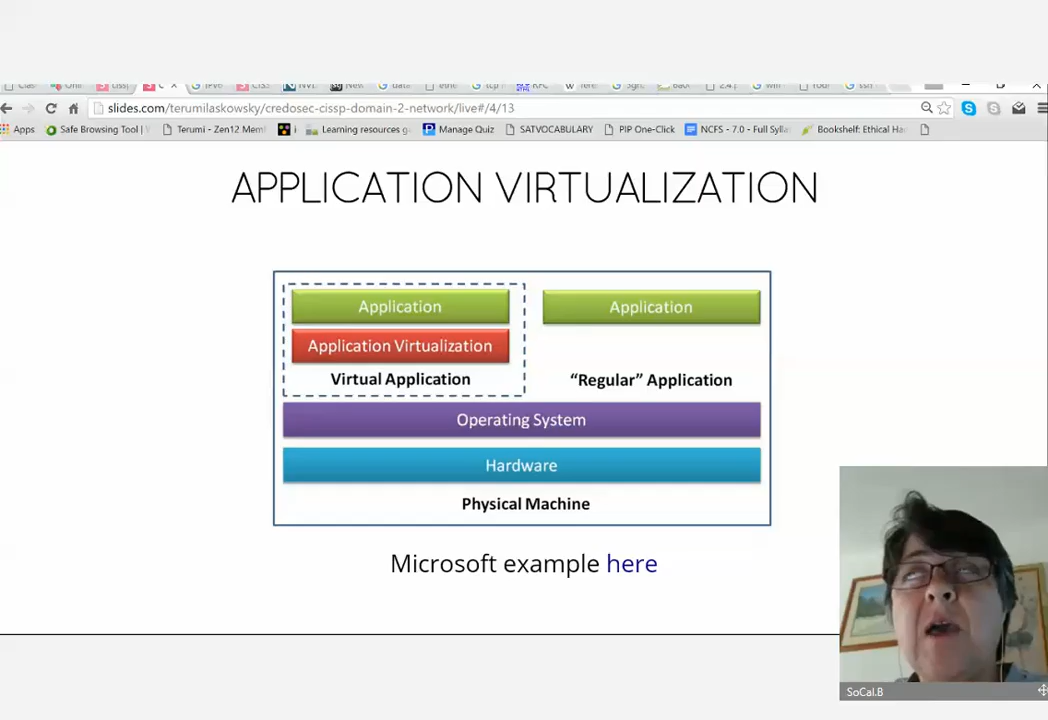 slides.com/terumilaskowsky/credosec-cissp-domain-2-network/live#/4/13
Apps Safe Browsing Tool | Terumi - Zen12 Mem Learning resources Manage Quiz SATVOCABULARY PIP One-Click NCFS - 7.0 - Full Sylla Bookshelf: Ethical Ha
APPLICATION VIRTUALIZATION
Application Application
Application Virtualization
Virtual Application "Regular" Application
Operating System
Hardware
Physical Machine
Microsoft example here
SoCal.B